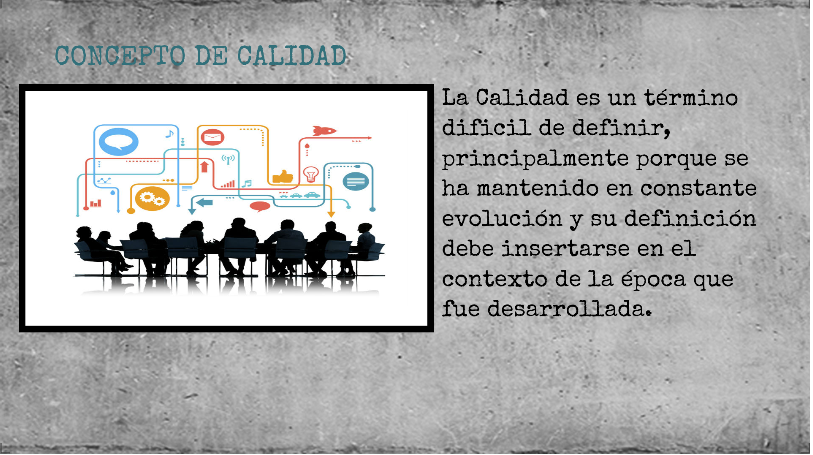 CONCEPTO DE CALIDAD
La Calidad es un término
dificil de definir,
principalmente porque se
ha mantenido en constante
evolución y su definición
debe insertarse en el
contexto de la época que
fue desarrollada.